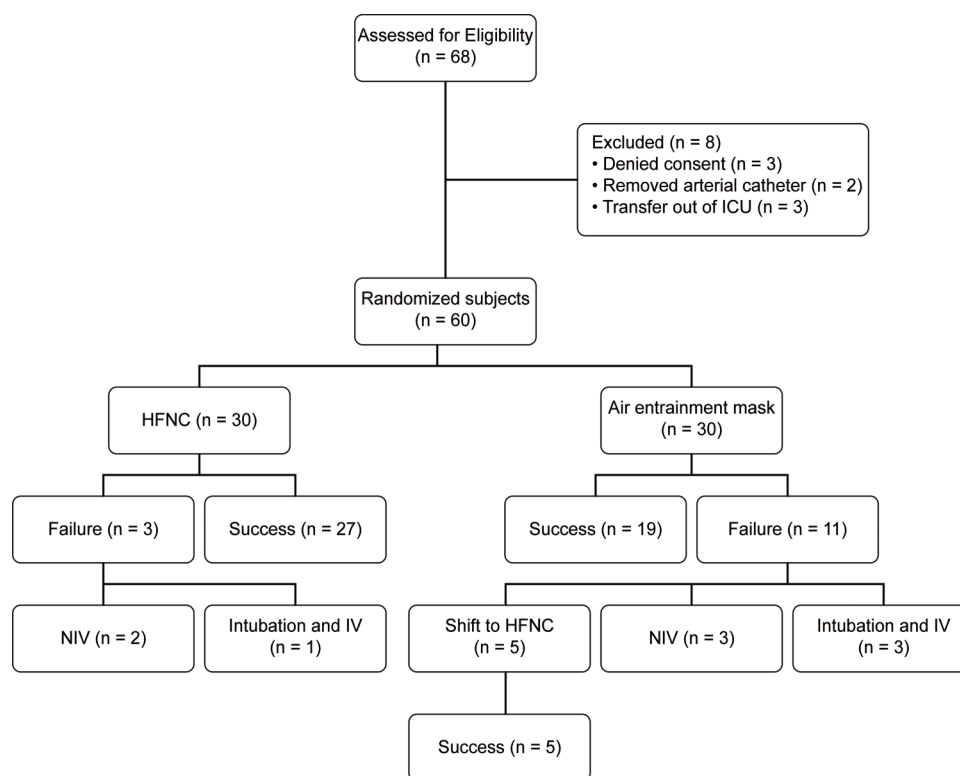 Assessed for Eligibility
(n = 68)
Excluded (n = 8)
• Denied consent (n = 3)
• Removed arterial catheter (n = 2)
• Transfer out of ICU (n = 3)
Randomized subjects
(n = 60)
HFNC (n = 30)
Air entrainment mask
(n = 30)
Failure (n = 3)
Success (n = 27)
Success (n = 19)
Failure (n = 11)
NIV (n = 2)
Intubation and IV
(n = 1)
Shift to HFNC
(n = 5)
NIV (n = 3)
Intubation and IV
(n = 3)
Success (n = 5)